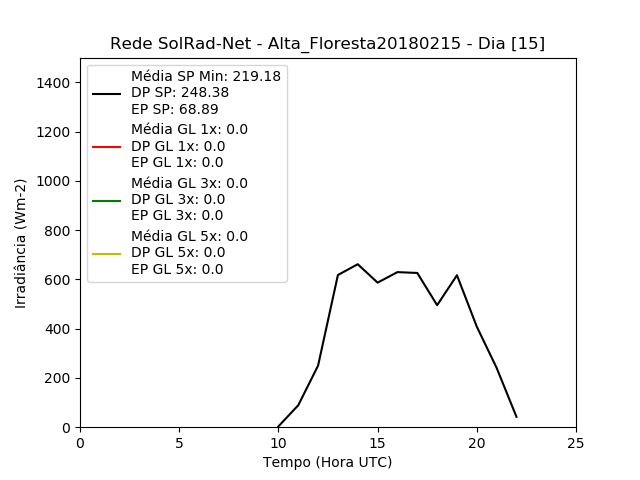 Rede SolRad-Net - Alta_Floresta20180215 - Dia [15]
Média SP Min: 219.18
DP SP: 248.38
EP SP: 68.89
Média GL 1x: 0.0
DP GL 1x: 0.0
EP GL 1x: 0.0
Média GL 3x: 0.0
DP GL 3x: 0.0
EP GL 3x: 0.0
Média GL 5x: 0.0
DP GL 5x: 0.0
EP GL 5x: 0.0
Irradiância (Wm-2)
1400
1200
1000
800
600
400
200
0
0 5 10 15 20 25
Tempo (Hora UTC)